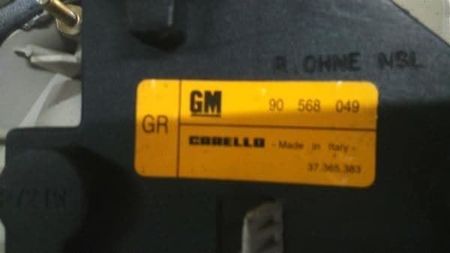 R. OHNE NSL
GR
GM 90 568 049
CARELLO - Made in Italy -
37.365.383